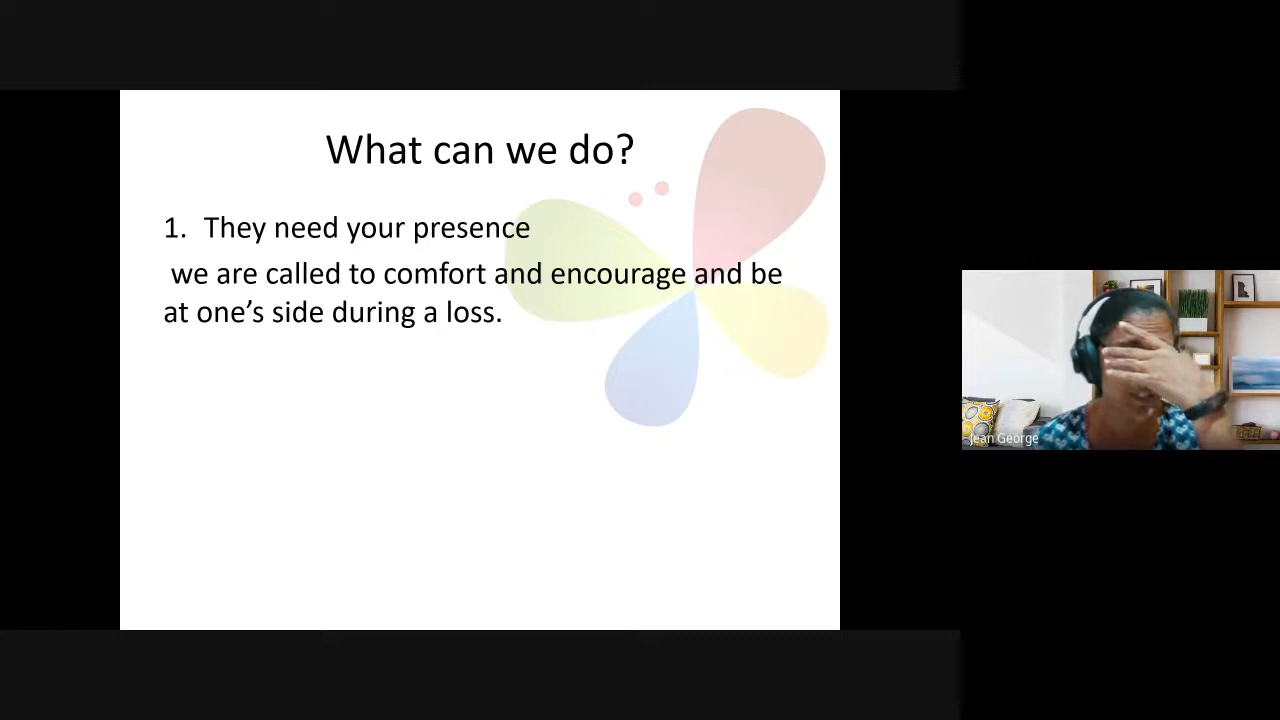 What can we do?
1. They need your presence
we are called to comfort and encourage and be
at one's side during a loss.
Jean George